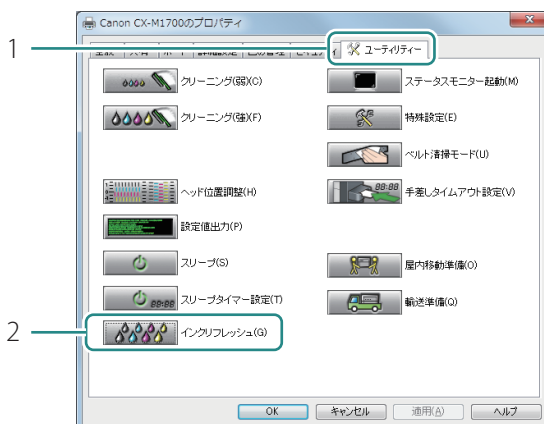 Canon CX-M1700のプロパティ
1
ユーティリティー
クリーニング(弱)(C)
ステータスモニター起動(M)
クリーニング(強)(F)
特殊設定(E)
ベルト清掃モード(U)
ヘッド位置調整(H)
88:88
手差しタイムアウト設定(V)
設定値出力(P)
スリープ(S)
屋内移動準備(O)
88:88
スリープタイマー設定(T)
輸送準備(Q)
2
インクリフレッシュ(G)
OK
キャンセル
適用(A)
ヘルプ